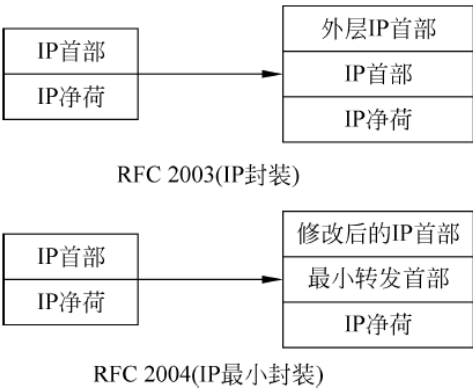 IP首部
IP净荷
外层IP首部
IP首部
IP净荷
RFC 2003(IP封装)
IP首部
IP净荷
修改后的IP首部
最小转发首部
IP净荷
RFC 2004(IP最小封装)